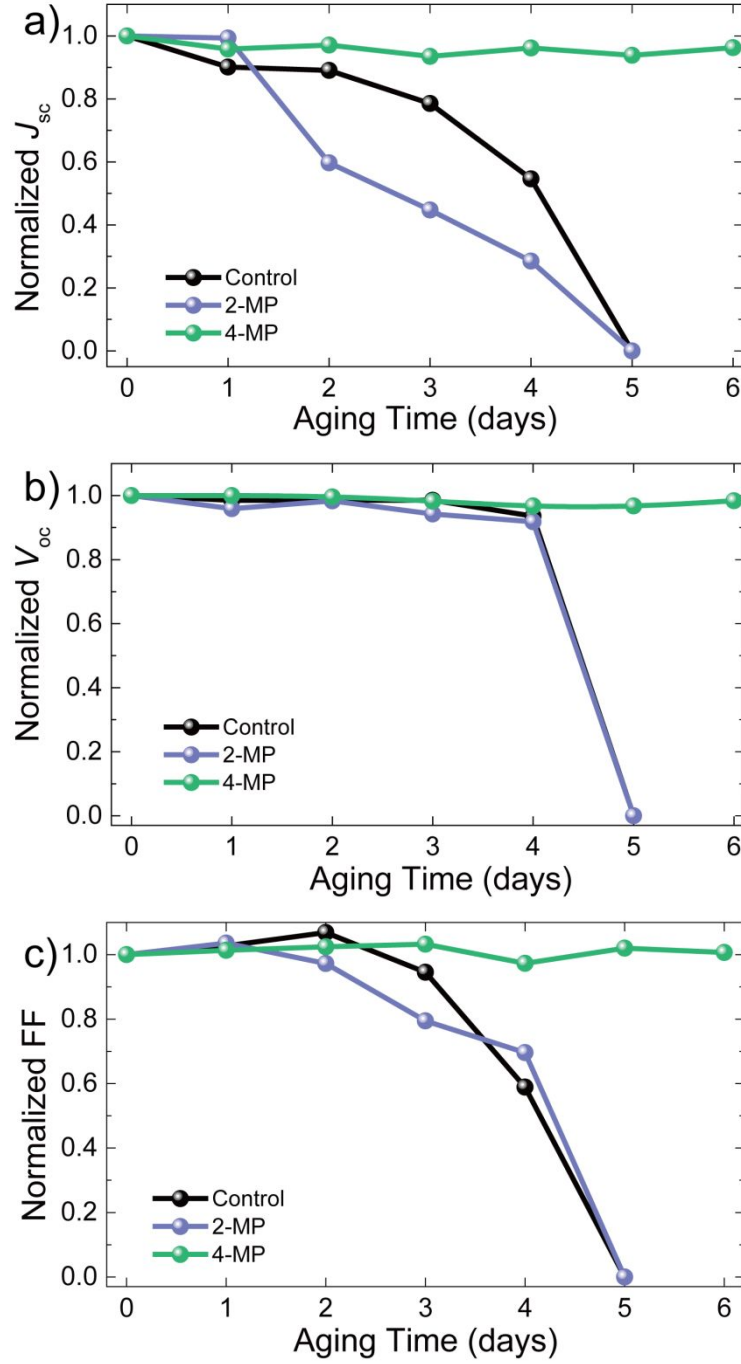 a)
Normalized Jsc
1.0
0.8
0.6
0.4
0.2
0.0
Control
2-MP
4-MP
0 1 2 3 4 5 6
Aging Time (days)
b)
Normalized Voc
1.0
0.8
0.6
0.4
0.2
0.0
Control
2-MP
4-MP
0 1 2 3 4 5 6
Aging Time (days)
c)
Normalized FF
1.0
0.8
0.6
0.4
0.2
0.0
Control
2-MP
4-MP
0 1 2 3 4 5 6
Aging Time (days)